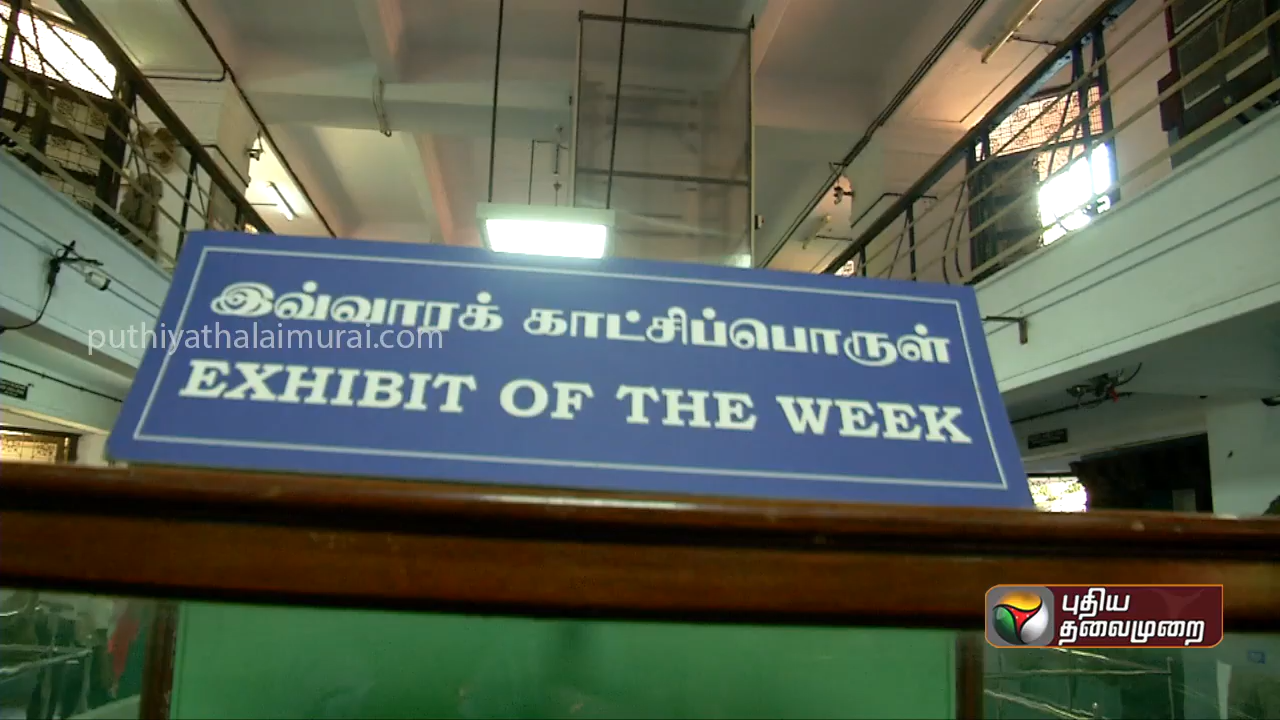 இவ்வாரக் காட்சிப்பொருள்
puthiyathalaimurai.com
EXHIBIT OF THE WEEK
புதிய
தலைமுறை